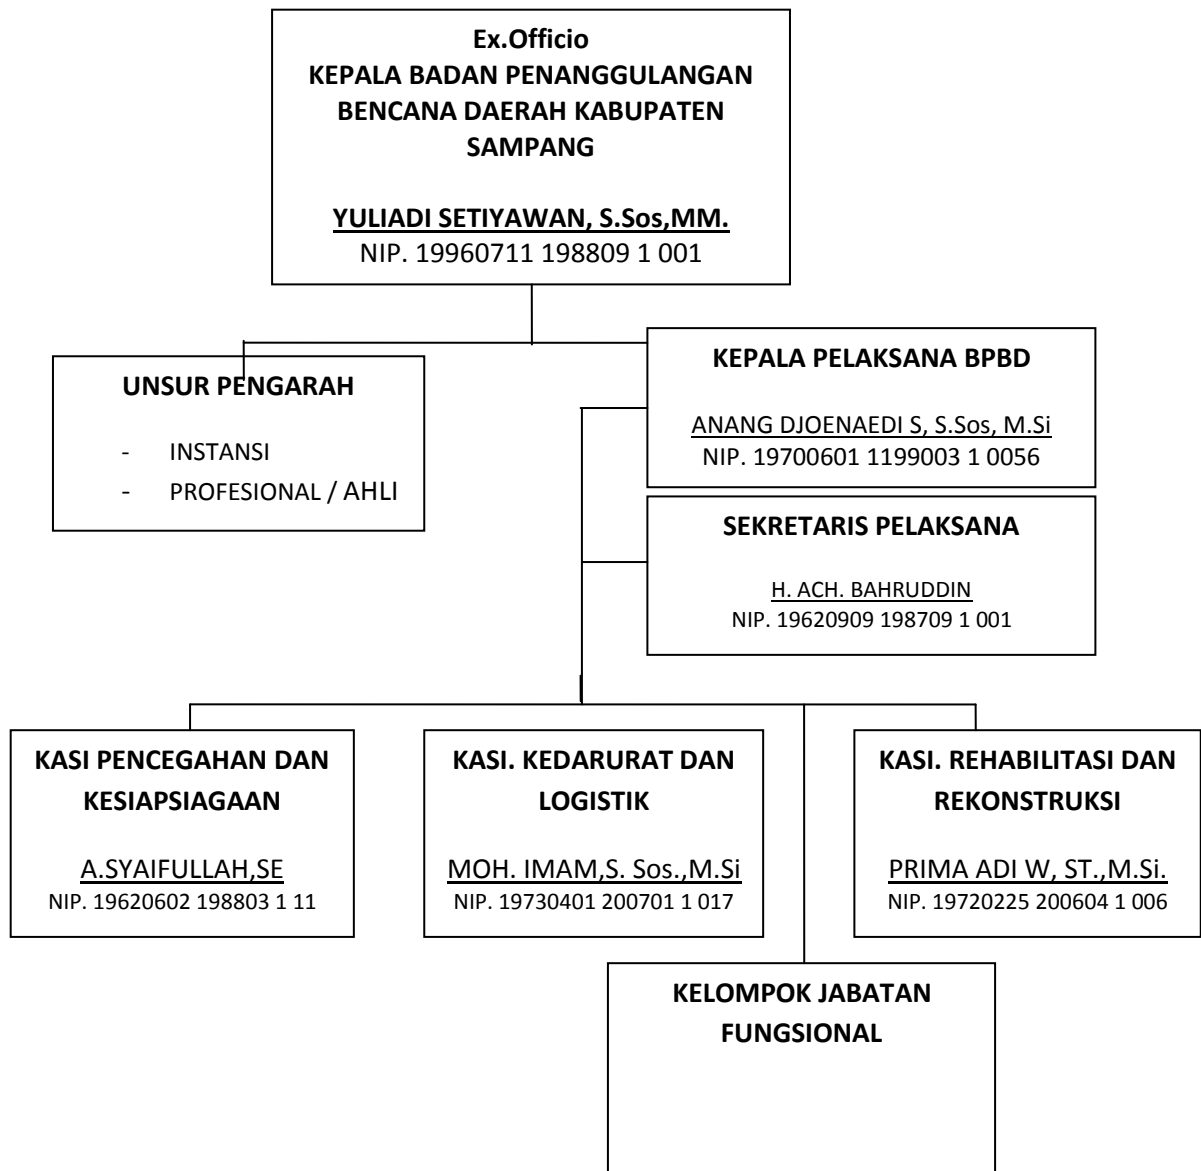 Ex.Officio
KEPALA BADAN PENANGGULANGAN
BENCANA DAERAH KABUPATEN
SAMPANG
YULIADI SETIYAWAN, S.Sos,MM.
NIP. 19960711 198809 1 001
UNSUR PENGARAH
- INSTANSI
- PROFESIONAL / AHLI
KEPALA PELAKSANA BPBD
ANANG DJOENAEDI S, S.Sos, M.Si
NIP. 19700601 1199003 1 0056
SEKRETARIS PELAKSANA
H. ACH. BAHRUDDIN
NIP. 19620909 198709 1 001
KASI PENCEGAHAN DAN
KESIAPSIAGAAN
A.SYAIFULLAH,SE
NIP. 19620602 198803 1 11
KASI. KEDARURAT DAN
LOGISTIK
MOH. IMAM,S. Sos.,M.Si
NIP. 19730401 200701 1 017
KASI. REHABILITASI DAN
REKONSTRUKSI
PRIMA ADI W, ST.,M.Si.
NIP. 19720225 200604 1 006
KELOMPOK JABATAN
FUNGSIONAL